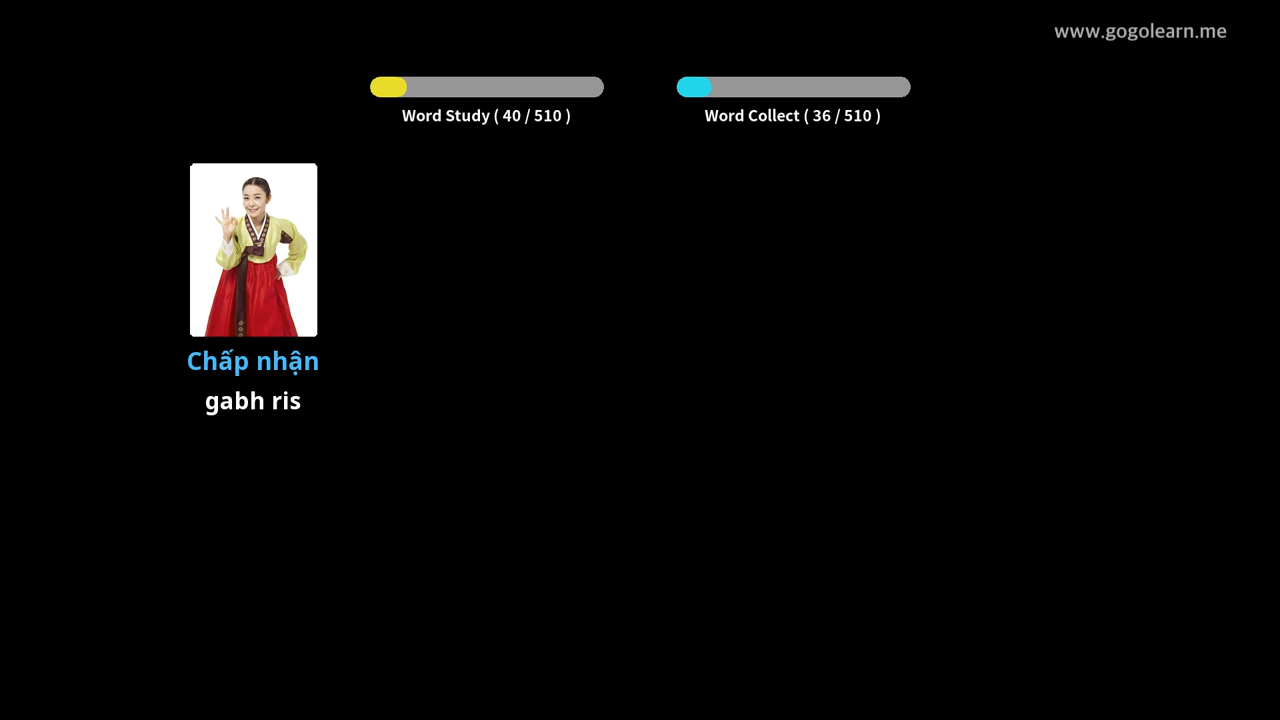 www.gogolearn.me
Word Study ( 40 / 510 )
Word Collect ( 36 / 510 )
Chấp nhận
gabh ris